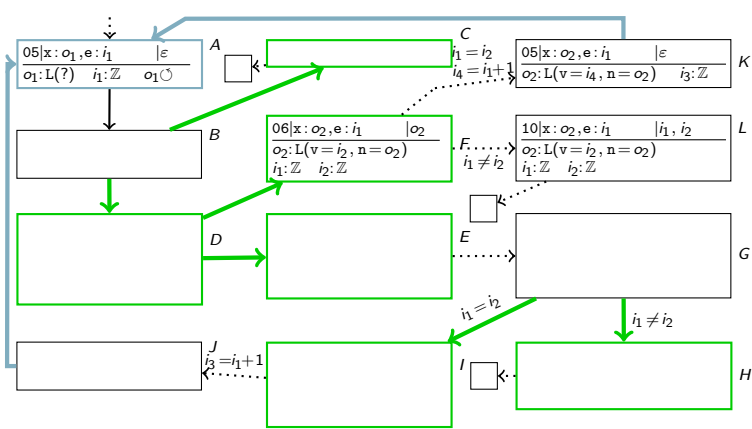 05|x:o₁,e:i₁ |ε
o₁:L(?) i₁:ℤ o₁↺
A
B
C
i₁=i₂
i₄=i₁+1
05|x:o₂,e:i₁ |ε
o₂:L(v=i₄,n=o₂) i₃:ℤ
K
06|x:o₂,e:i₁ |o₂
o₂:L(v=i₂,n=o₂)
i₁:ℤ i₂:ℤ
F
i₁≠i₂
10|x:o₂,e:i₁ |i₁,i₂
o₂:L(v=i₂,n=o₂)
i₁:ℤ i₂:ℤ
L
D
E
G
i₁=i₂
i₁≠i₂
J
i₃=i₁+1
I
H